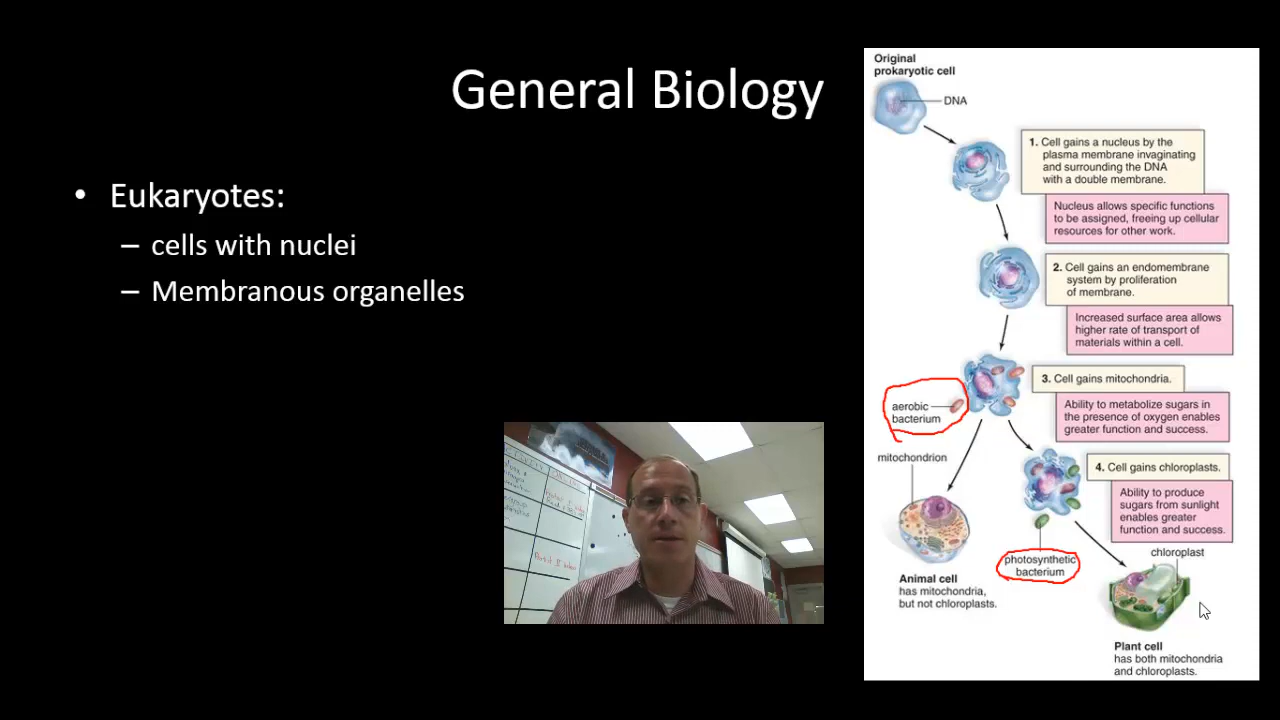 General Biology
• Eukaryotes:
– cells with nuclei
– Membranous organelles
Original
prokaryotic cell
DNA
1. Cell gains a nucleus by the
plasma membrane invaginating
and surrounding the DNA
with a double membrane.
Nucleus allows specific functions
to be assigned, freeing up cellular
resources for other work.
2. Cell gains an endomembrane
system by proliferation
of membrane.
Increased surface area allows
higher rate of transport of
materials within a cell.
3. Cell gains mitochondria.
aerobic
bacterium
Ability to metabolize sugars in
the presence of oxygen enables
greater function and success.
mitochondrion
4. Cell gains chloroplasts.
Ability to produce
sugars from sunlight
enables greater
function and success.
photosynthetic
bacterium
chloroplast
Animal cell
has mitochondria,
but not chloroplasts.
Plant cell
has both mitochondria
and chloroplasts.